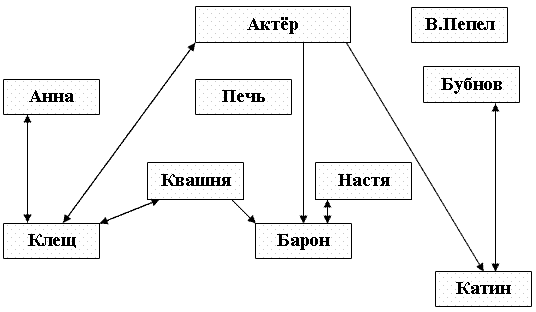 Актёр
В.Пепел
Бубнов
Анна
Печь
Квашня
Настя
Клещ
Барон
Катин